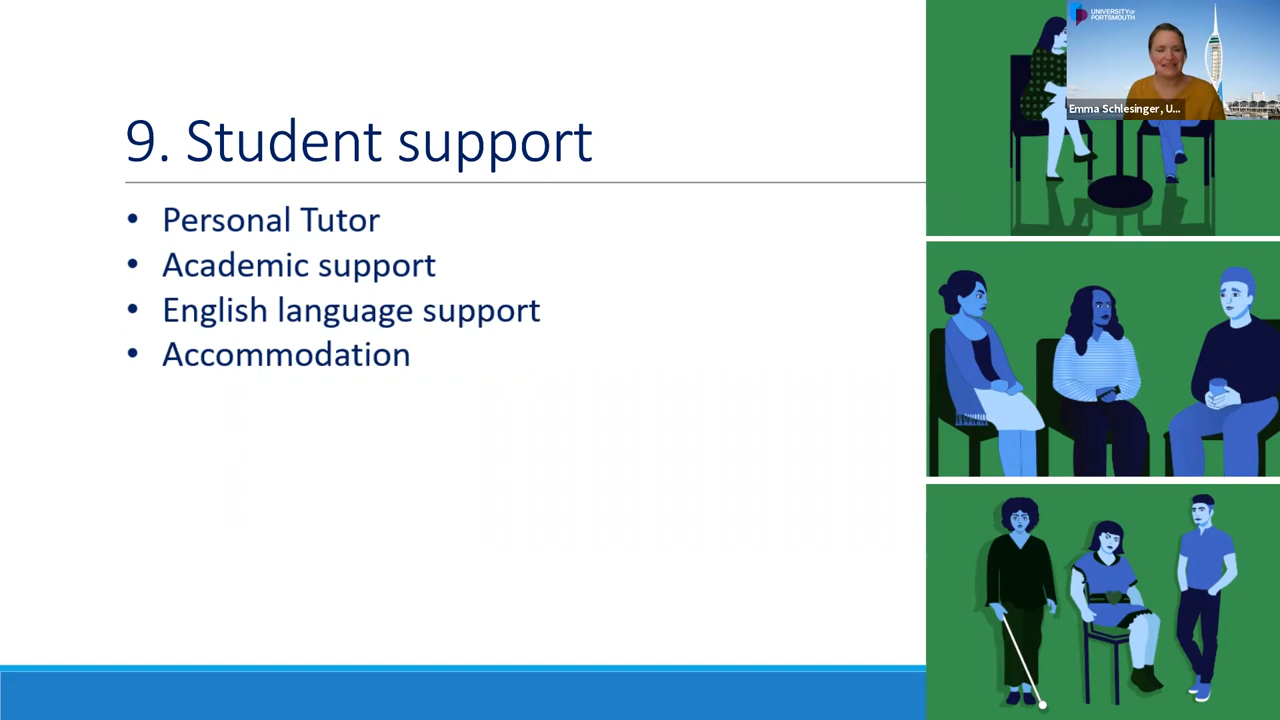 9. Student support
• Personal Tutor
• Academic support
• English language support
• Accommodation
UNIVERSITY OF
PORTSMOUTH
Emma Schlesinger, U...